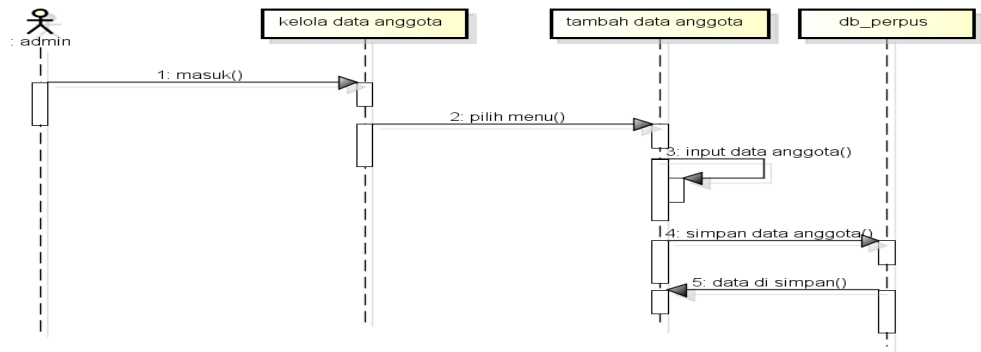 : admin
kelola data anggota
tambah data anggota
db_perpus
1: masuk()
2: pilih menu()
3: input data anggota()
4: simpan data anggota()
5: data di simpan()